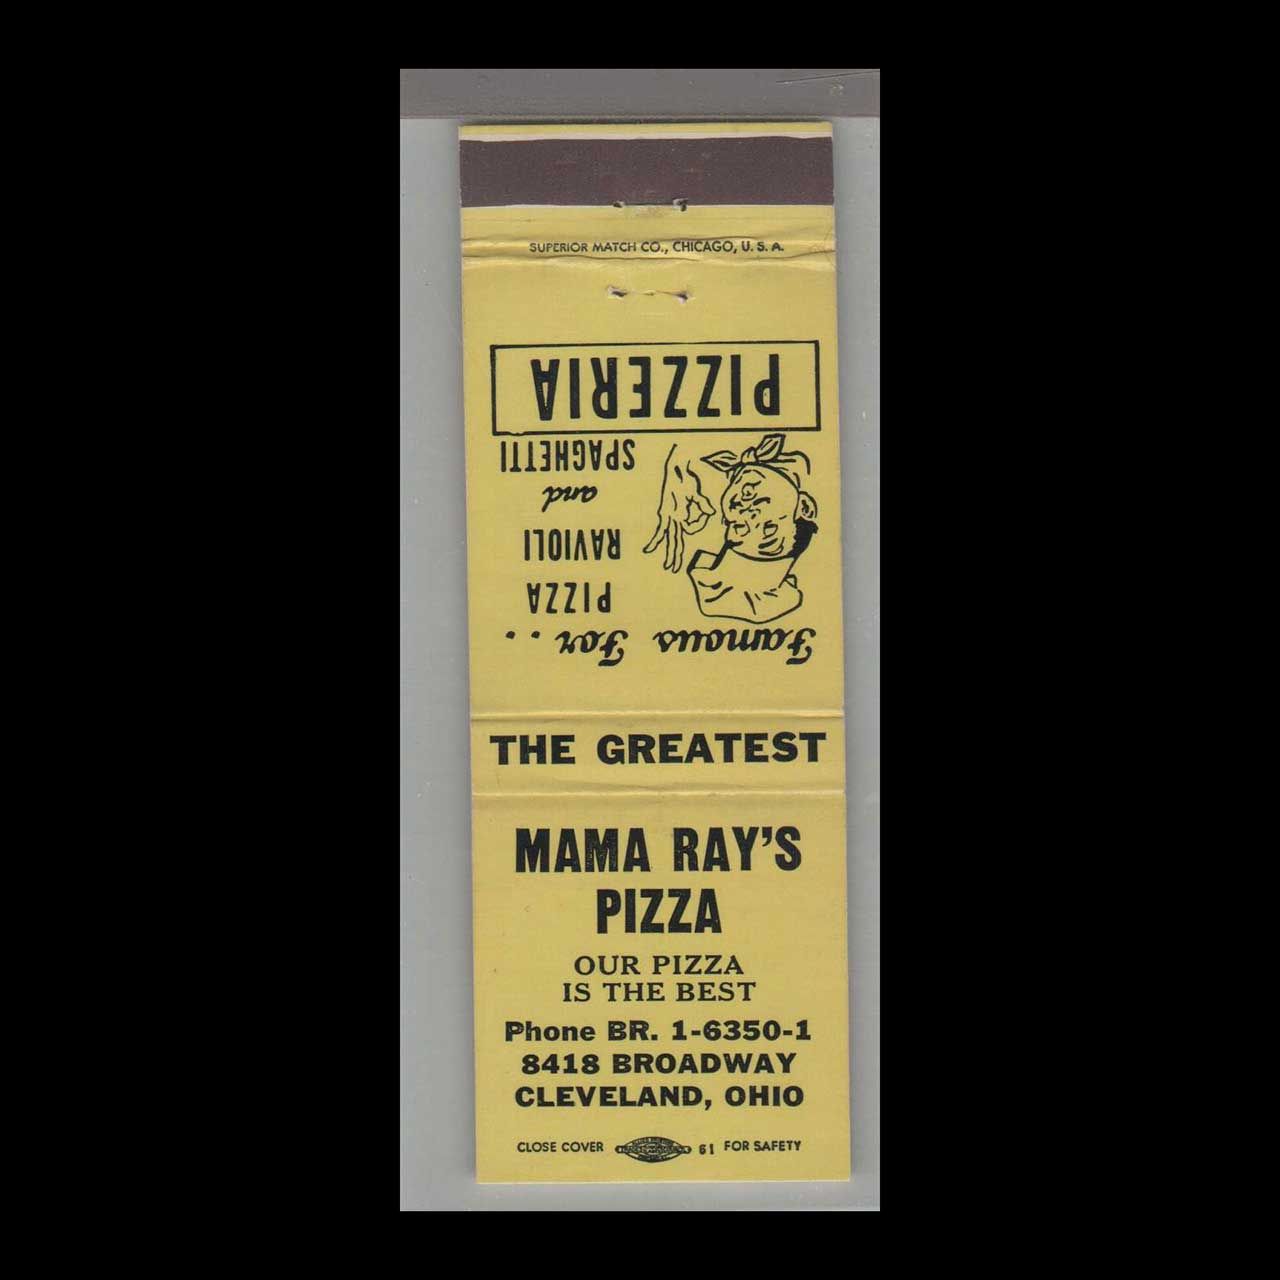 SUPERIOR MATCH CO., CHICAGO, U. S. A.
Famous For . . .
PIZZA
RAVIOLI
and
SPAGHETTI
PIZZERIA
THE GREATEST
MAMA RAY'S
PIZZA
OUR PIZZA
IS THE BEST
Phone BR. 1-6350-1
8418 BROADWAY
CLEVELAND, OHIO
CLOSE COVER 61 FOR SAFETY